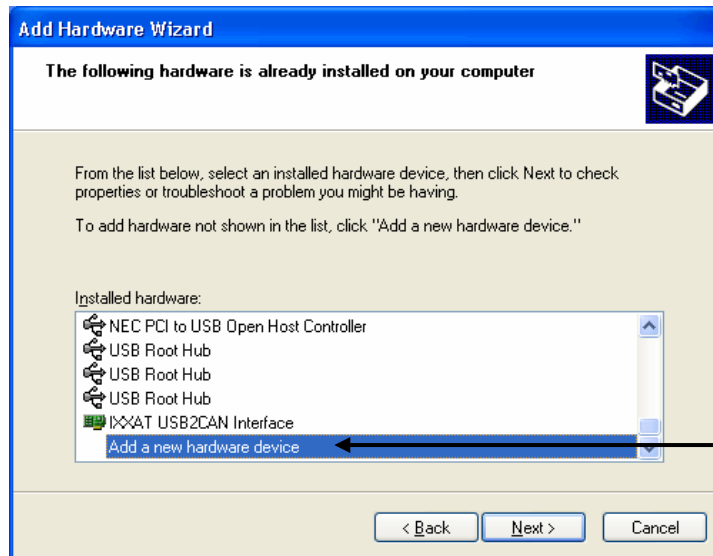 Add Hardware Wizard
The following hardware is already installed on your computer
From the list below, select an installed hardware device, then click Next to check
properties or troubleshoot a problem you might be having.
To add hardware not shown in the list, click "Add a new hardware device."
Installed hardware:
NEC PCI to USB Open Host Controller
USB Root Hub
USB Root Hub
USB Root Hub
IXXAT USB2CAN Interface
Add a new hardware device
< Back Next > Cancel